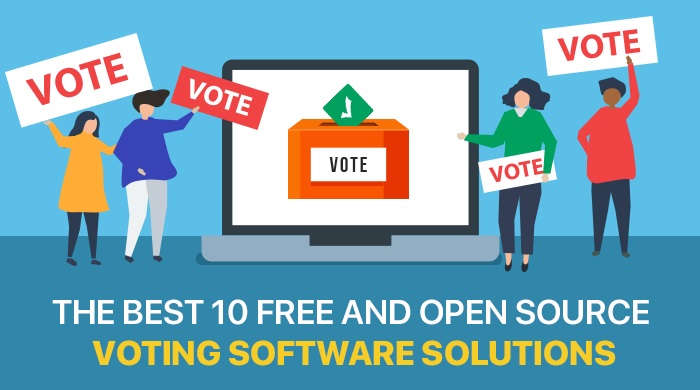 VOTE
VOTE
VOTE
VOTE
VOTE
THE BEST 10 FREE AND OPEN SOURCE
VOTING SOFTWARE SOLUTIONS